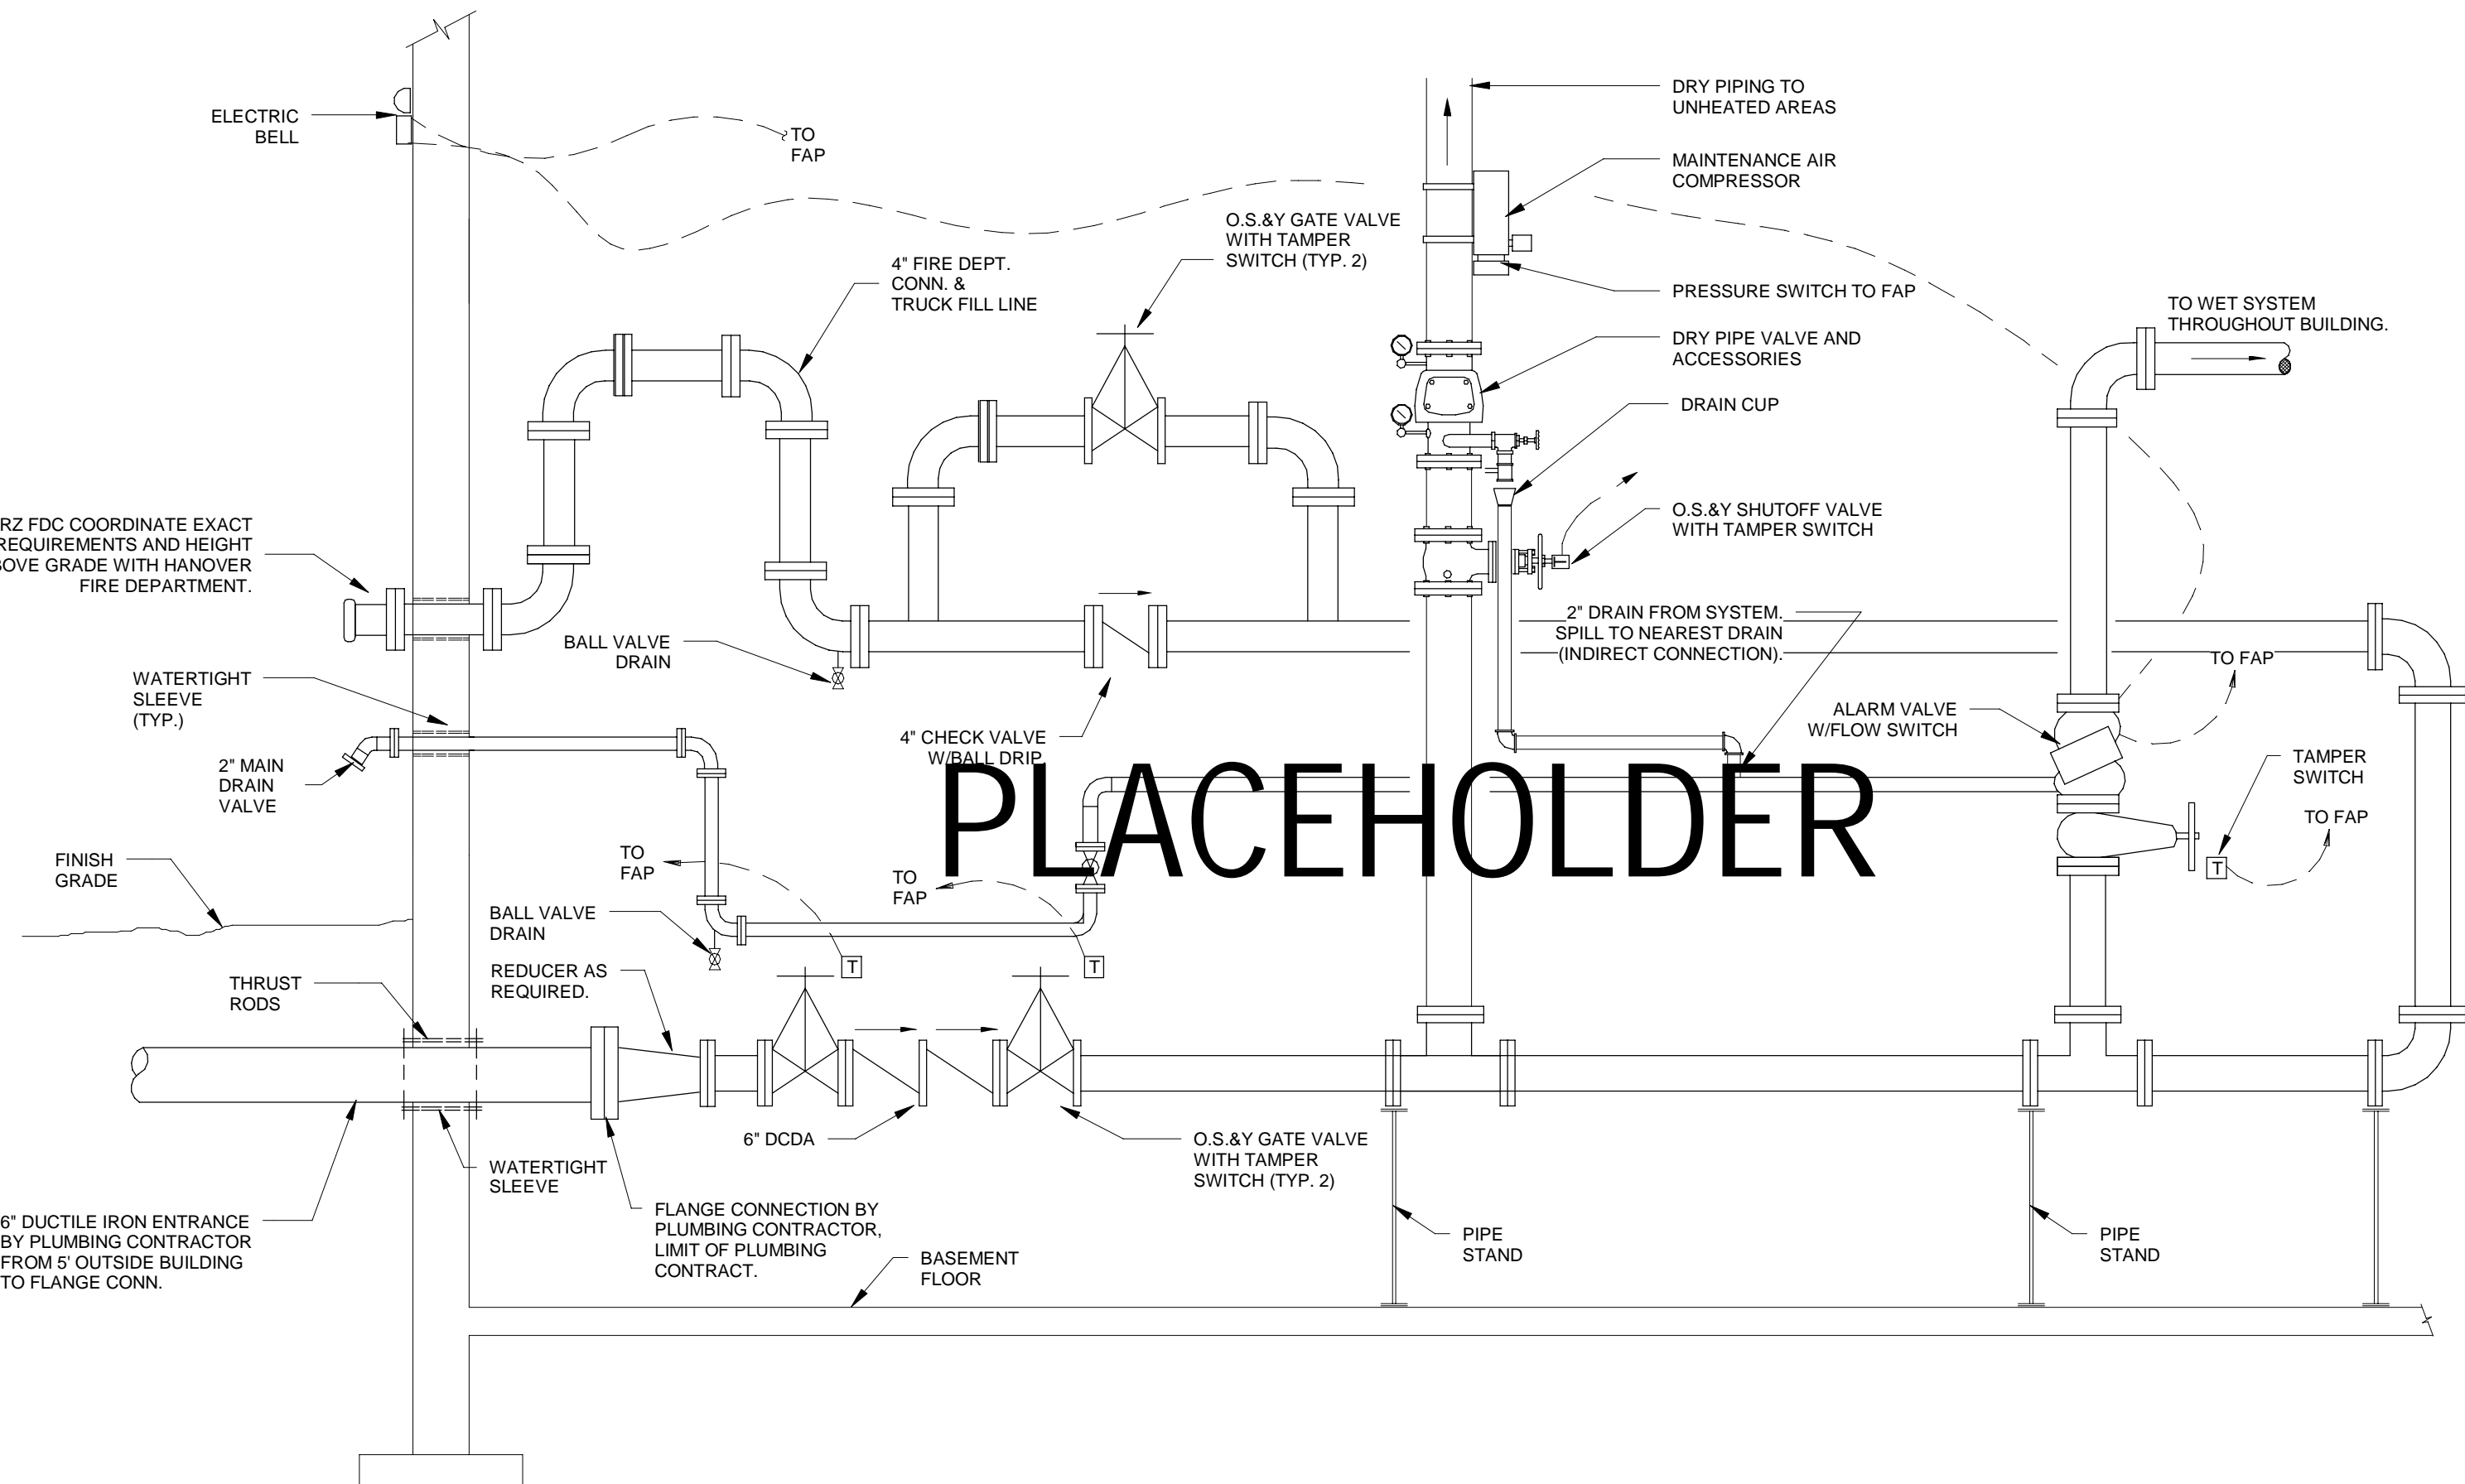 ELECTRIC
BELL
TO
FAP
DRY PIPING TO
UNHEATED AREAS
MAINTENANCE AIR
COMPRESSOR
O.S.&Y GATE VALVE
WITH TAMPER
SWITCH (TYP. 2)
4" FIRE DEPT.
CONN. &
TRUCK FILL LINE
PRESSURE SWITCH TO FAP
TO WET SYSTEM
THROUGHOUT BUILDING.
DRY PIPE VALVE AND
ACCESSORIES
DRAIN CUP
O.S.&Y SHUTOFF VALVE
WITH TAMPER SWITCH
RZ FDC COORDINATE EXACT
REQUIREMENTS AND HEIGHT
OVE GRADE WITH HANOVER
FIRE DEPARTMENT.
BALL VALVE
DRAIN
2" DRAIN FROM SYSTEM.
SPILL TO NEAREST DRAIN
(INDIRECT CONNECTION).
TO FAP
WATERTIGHT
SLEEVE
(TYP.)
4" CHECK VALVE
W/BALL DRIP.
ALARM VALVE
W/FLOW SWITCH
2" MAIN
DRAIN
VALVE
TAMPER
SWITCH
TO FAP
T
PLACEHOLDER
TO
FAP
TO
FAP
FINISH
GRADE
BALL VALVE
DRAIN
T
T
REDUCER AS
REQUIRED.
THRUST
RODS
6" DCDA
O.S.&Y GATE VALVE
WITH TAMPER
SWITCH (TYP. 2)
WATERTIGHT
SLEEVE
6" DUCTILE IRON ENTRANCE
BY PLUMBING CONTRACTOR
FROM 5' OUTSIDE BUILDING
TO FLANGE CONN.
FLANGE CONNECTION BY
PLUMBING CONTRACTOR,
LIMIT OF PLUMBING
CONTRACT.
BASEMENT
FLOOR
PIPE
STAND
PIPE
STAND